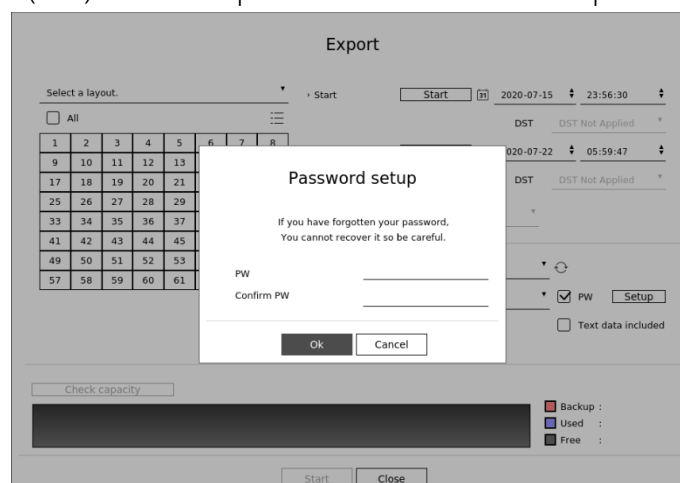 Export
Select a layout.
› Start Start 31 2020-07-15 23:56:30
All
DST DST Not Applied
1 2 3 4 5 6 7 8
9 10 11 12 13
020-07-22 05:59:47
17 18 19 20 21
DST DST Not Applied
25 26 27 28 29
33 34 35 36 37
41 42 43 44 45
49 50 51 52 53
57 58 59 60 61
Password setup
If you have forgotten your password,
You cannot recover it so be careful.
PW
Confirm PW
Ok Cancel
PW Setup
Text data included
Check capacity
Backup :
Used :
Free :
Start Close